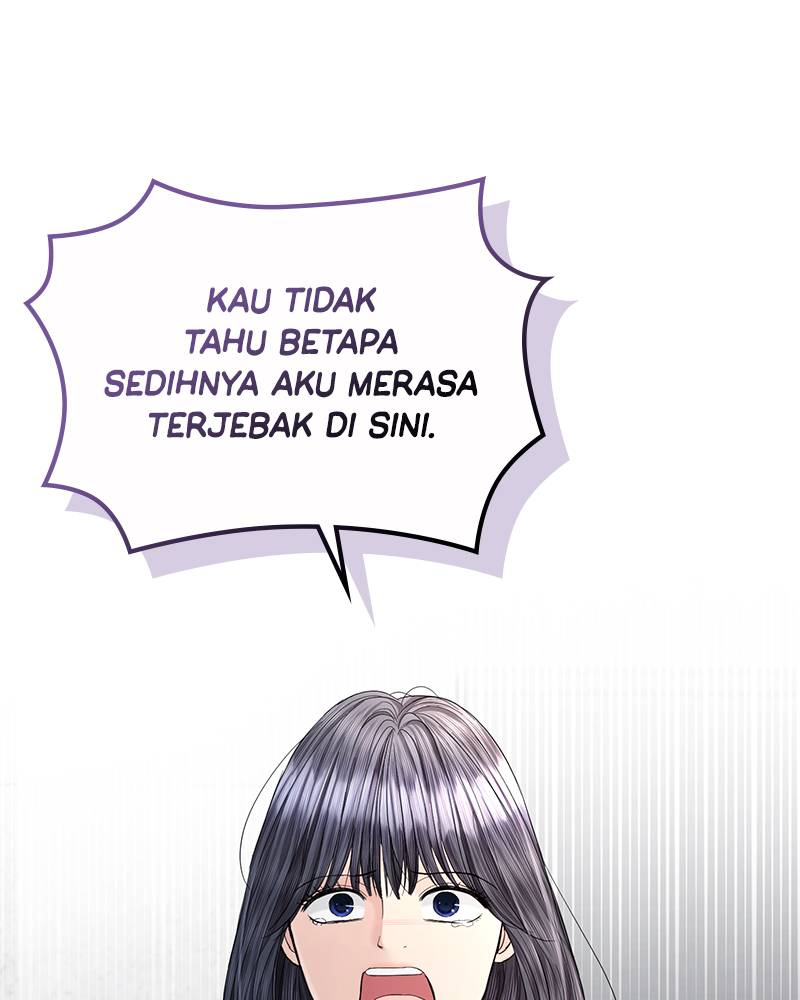 KAU TIDAK
TAHU BETAPA
SEDIHNYA AKU MERASA
TERJEBAK DI SINI.